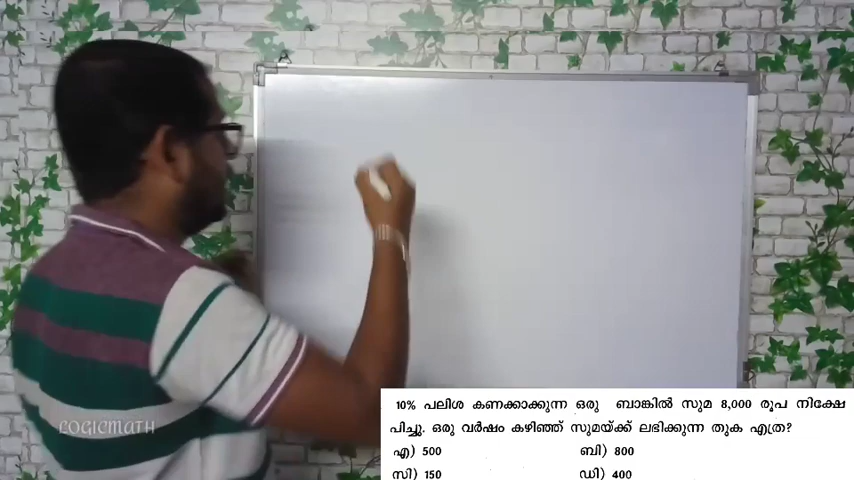 LOGICMATH
10% പലിശ കണക്കാക്കുന്ന ഒരു ബാങ്കിൽ സുമ 8,000 രൂപ നിക്ഷേ
പിച്ചു. ഒരു വർഷം കഴിഞ്ഞ് സുമയ്ക്ക് ലഭിക്കുന്ന തുക എത്ര?
എ) 500 ബി) 800
സി) 150 ഡി) 400